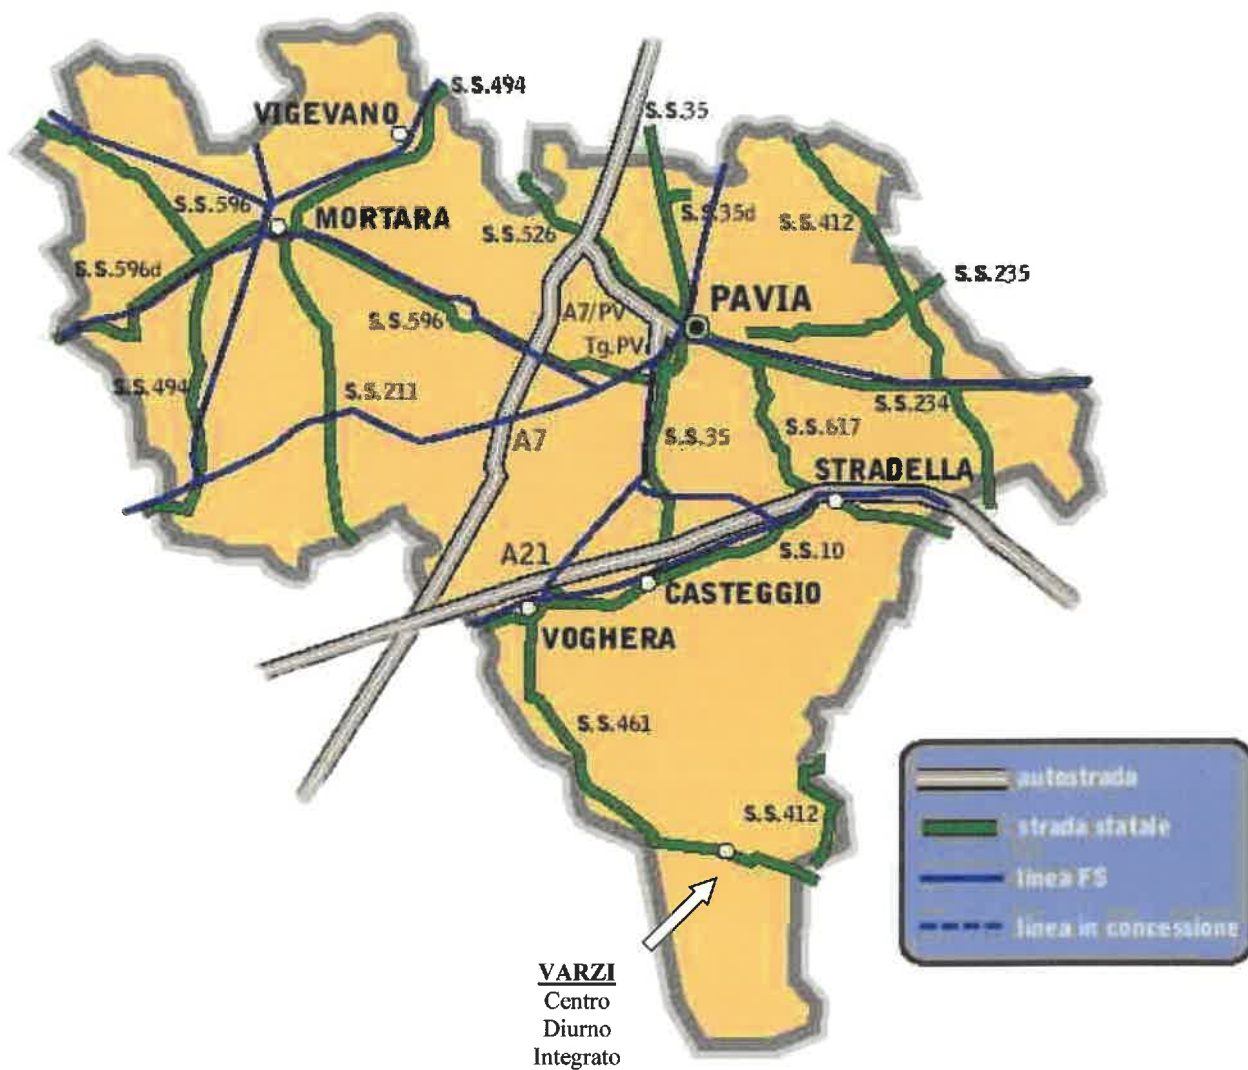 S.S.494
VIGEVANO
S.S.35
S.S.596
MORTARA
S.S.35d
S.S.412
S.S.526
S.S.596d
S.S.235
PAVIA
A7/PV
S.S.596
Tg.PV
S.S.494
S.S.211
S.S.234
A7
S.S.35
S.S.617
STRADELLA
A21
S.S.10
CASTEGGIO
VOGHERA
S.S.461
S.S.412
autostrada
strada statale
linea FS
linea in concessione
VARZI
Centro
Diurno
Integrato